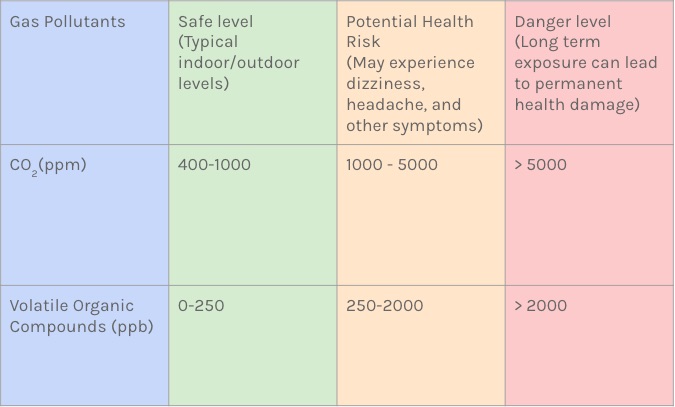 Gas Pollutants
Safe level
(Typical
indoor/outdoor
levels)
Potential Health
Risk
(May experience
dizziness,
headache, and
other symptoms)
Danger level
(Long term
exposure can lead
to permanent
health damage)
CO₂(ppm)
400-1000
1000 - 5000
> 5000
Volatile Organic
Compounds (ppb)
0-250
250-2000
> 2000